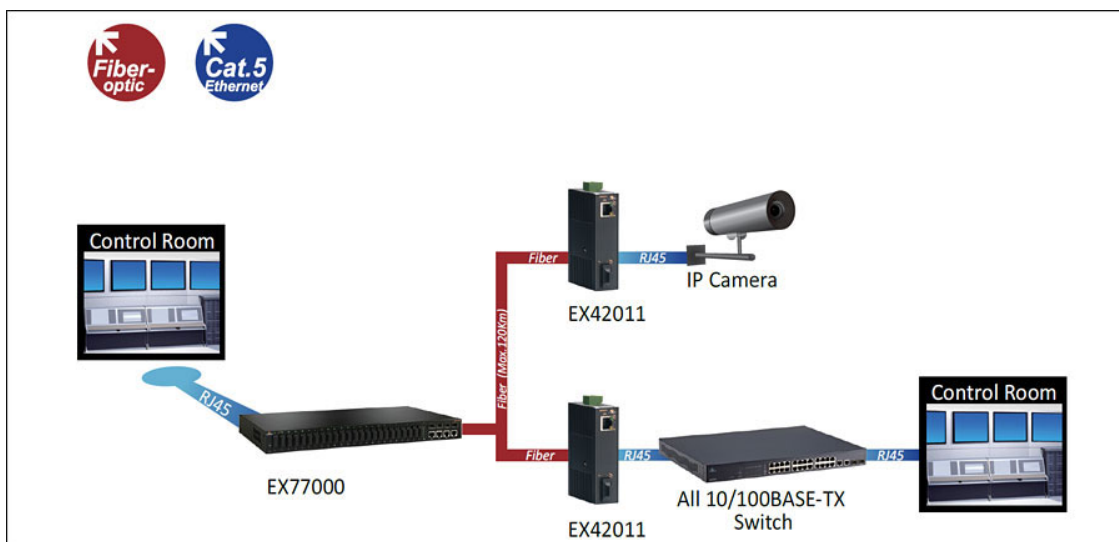 Fiber-
optic
Cat.5
Ethernet
Control Room
RJ45
EX77000
Fiber (Max.120Km)
Fiber
RJ45
EX42011
IP Camera
Fiber
RJ45
EX42011
All 10/100BASE-TX
Switch
RJ45
Control Room